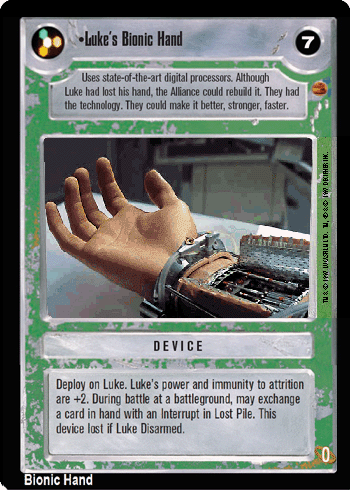 •Luke's Bionic Hand
7
Uses state-of-the-art digital processors. Although
Luke had lost his hand, the Alliance could rebuild it. They had
the technology. They could make it better, stronger, faster.
DEVICE
Deploy on Luke. Luke's power and immunity to attrition
are +2. During battle at a battleground, may exchange
a card in hand with an Interrupt in Lost Pile. This
device lost if Luke Disarmed.
0
Bionic Hand